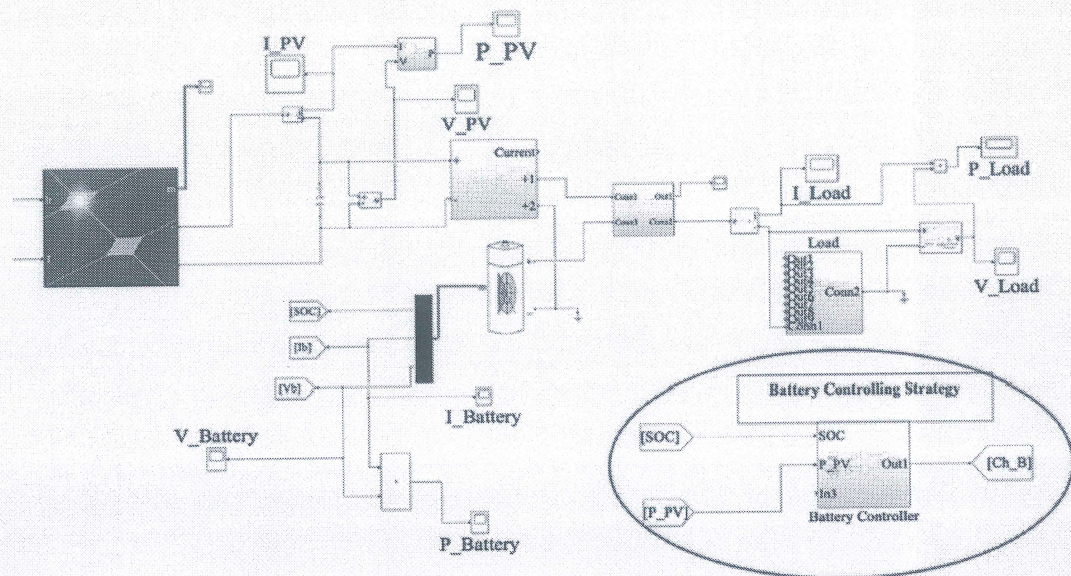 I_PV
P_PV
I
V
P
V_PV
m
Current
+1
+2
Conn1
Out1
Conn3
Conn2
I_Load
P_Load
Load
V_Load
Conn2
Conn1
[SOC]
[Ib]
[Vb]
I_Battery
V_Battery
P_Battery
Battery Controlling Strategy
[SOC]
SOC
P_PV
Out1
[Ch_B]
In3
[P_PV]
Battery Controller